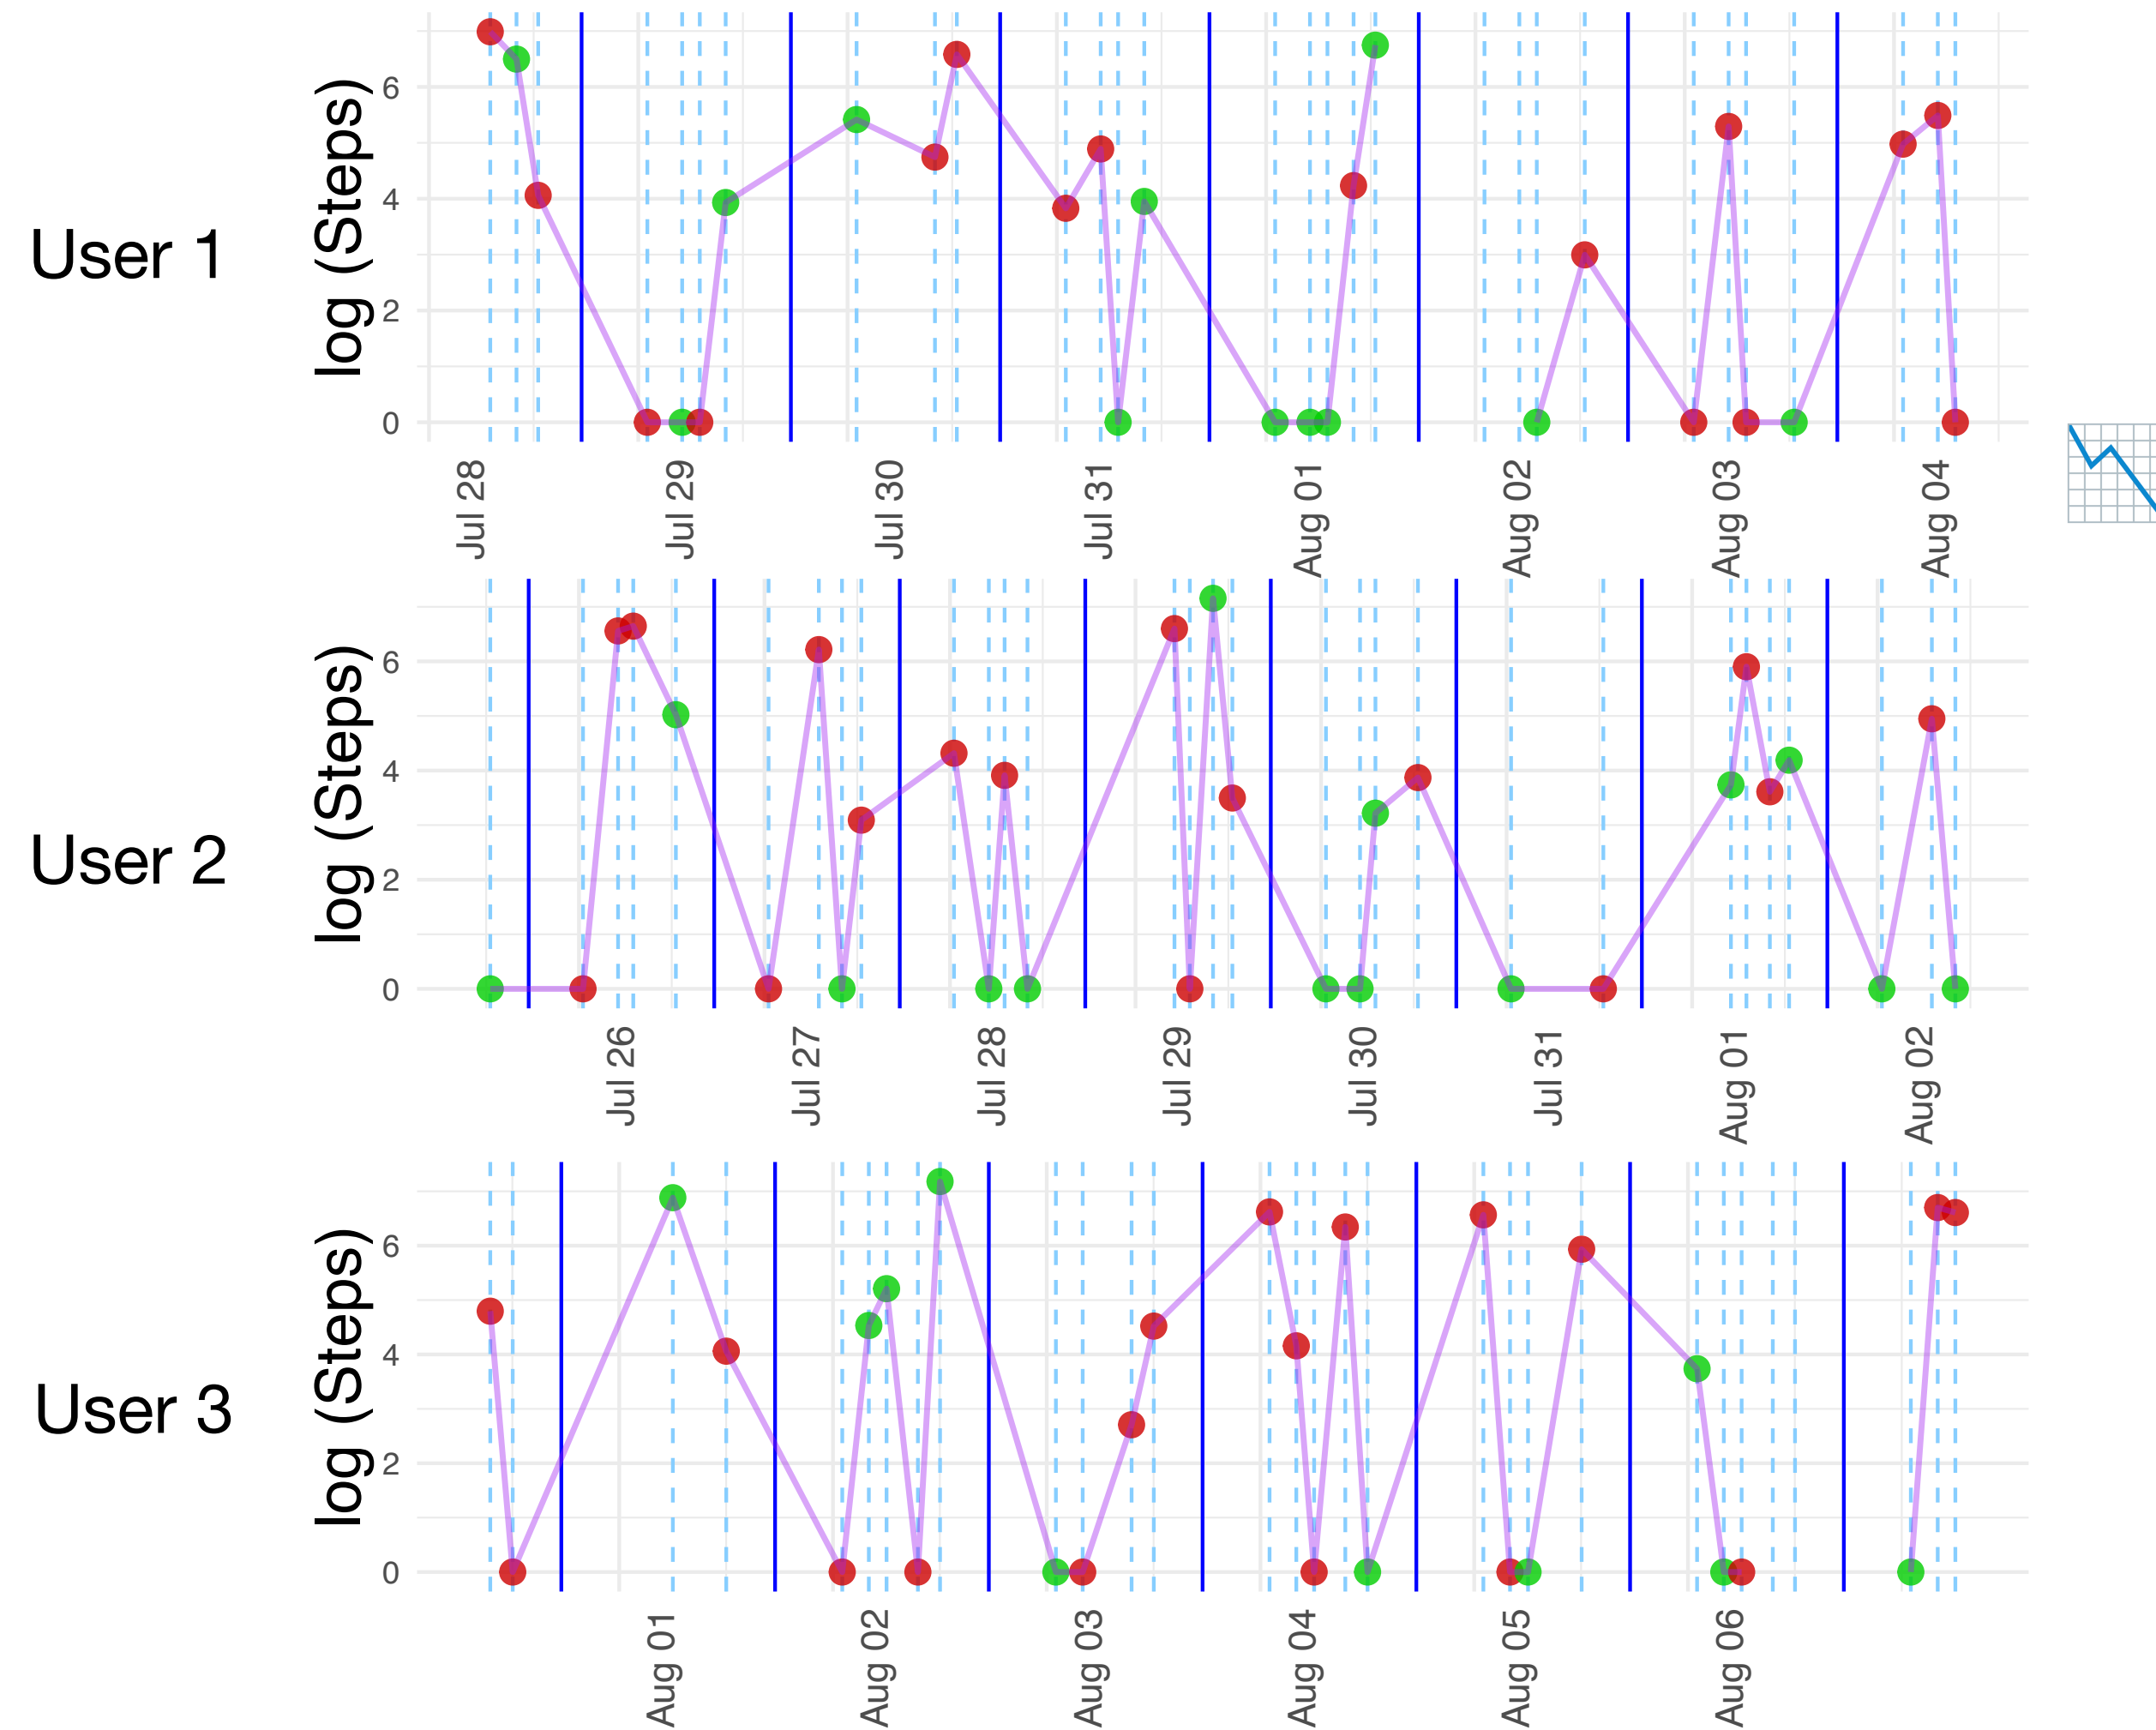 User 1
log (Steps)
6
4
2
0
Jul 28
Jul 29
Jul 30
Jul 31
Aug 01
Aug 02
Aug 03
Aug 04
User 2
log (Steps)
6
4
2
0
Jul 26
Jul 27
Jul 28
Jul 29
Jul 30
Jul 31
Aug 01
Aug 02
User 3
log (Steps)
6
4
2
0
Aug 01
Aug 02
Aug 03
Aug 04
Aug 05
Aug 06